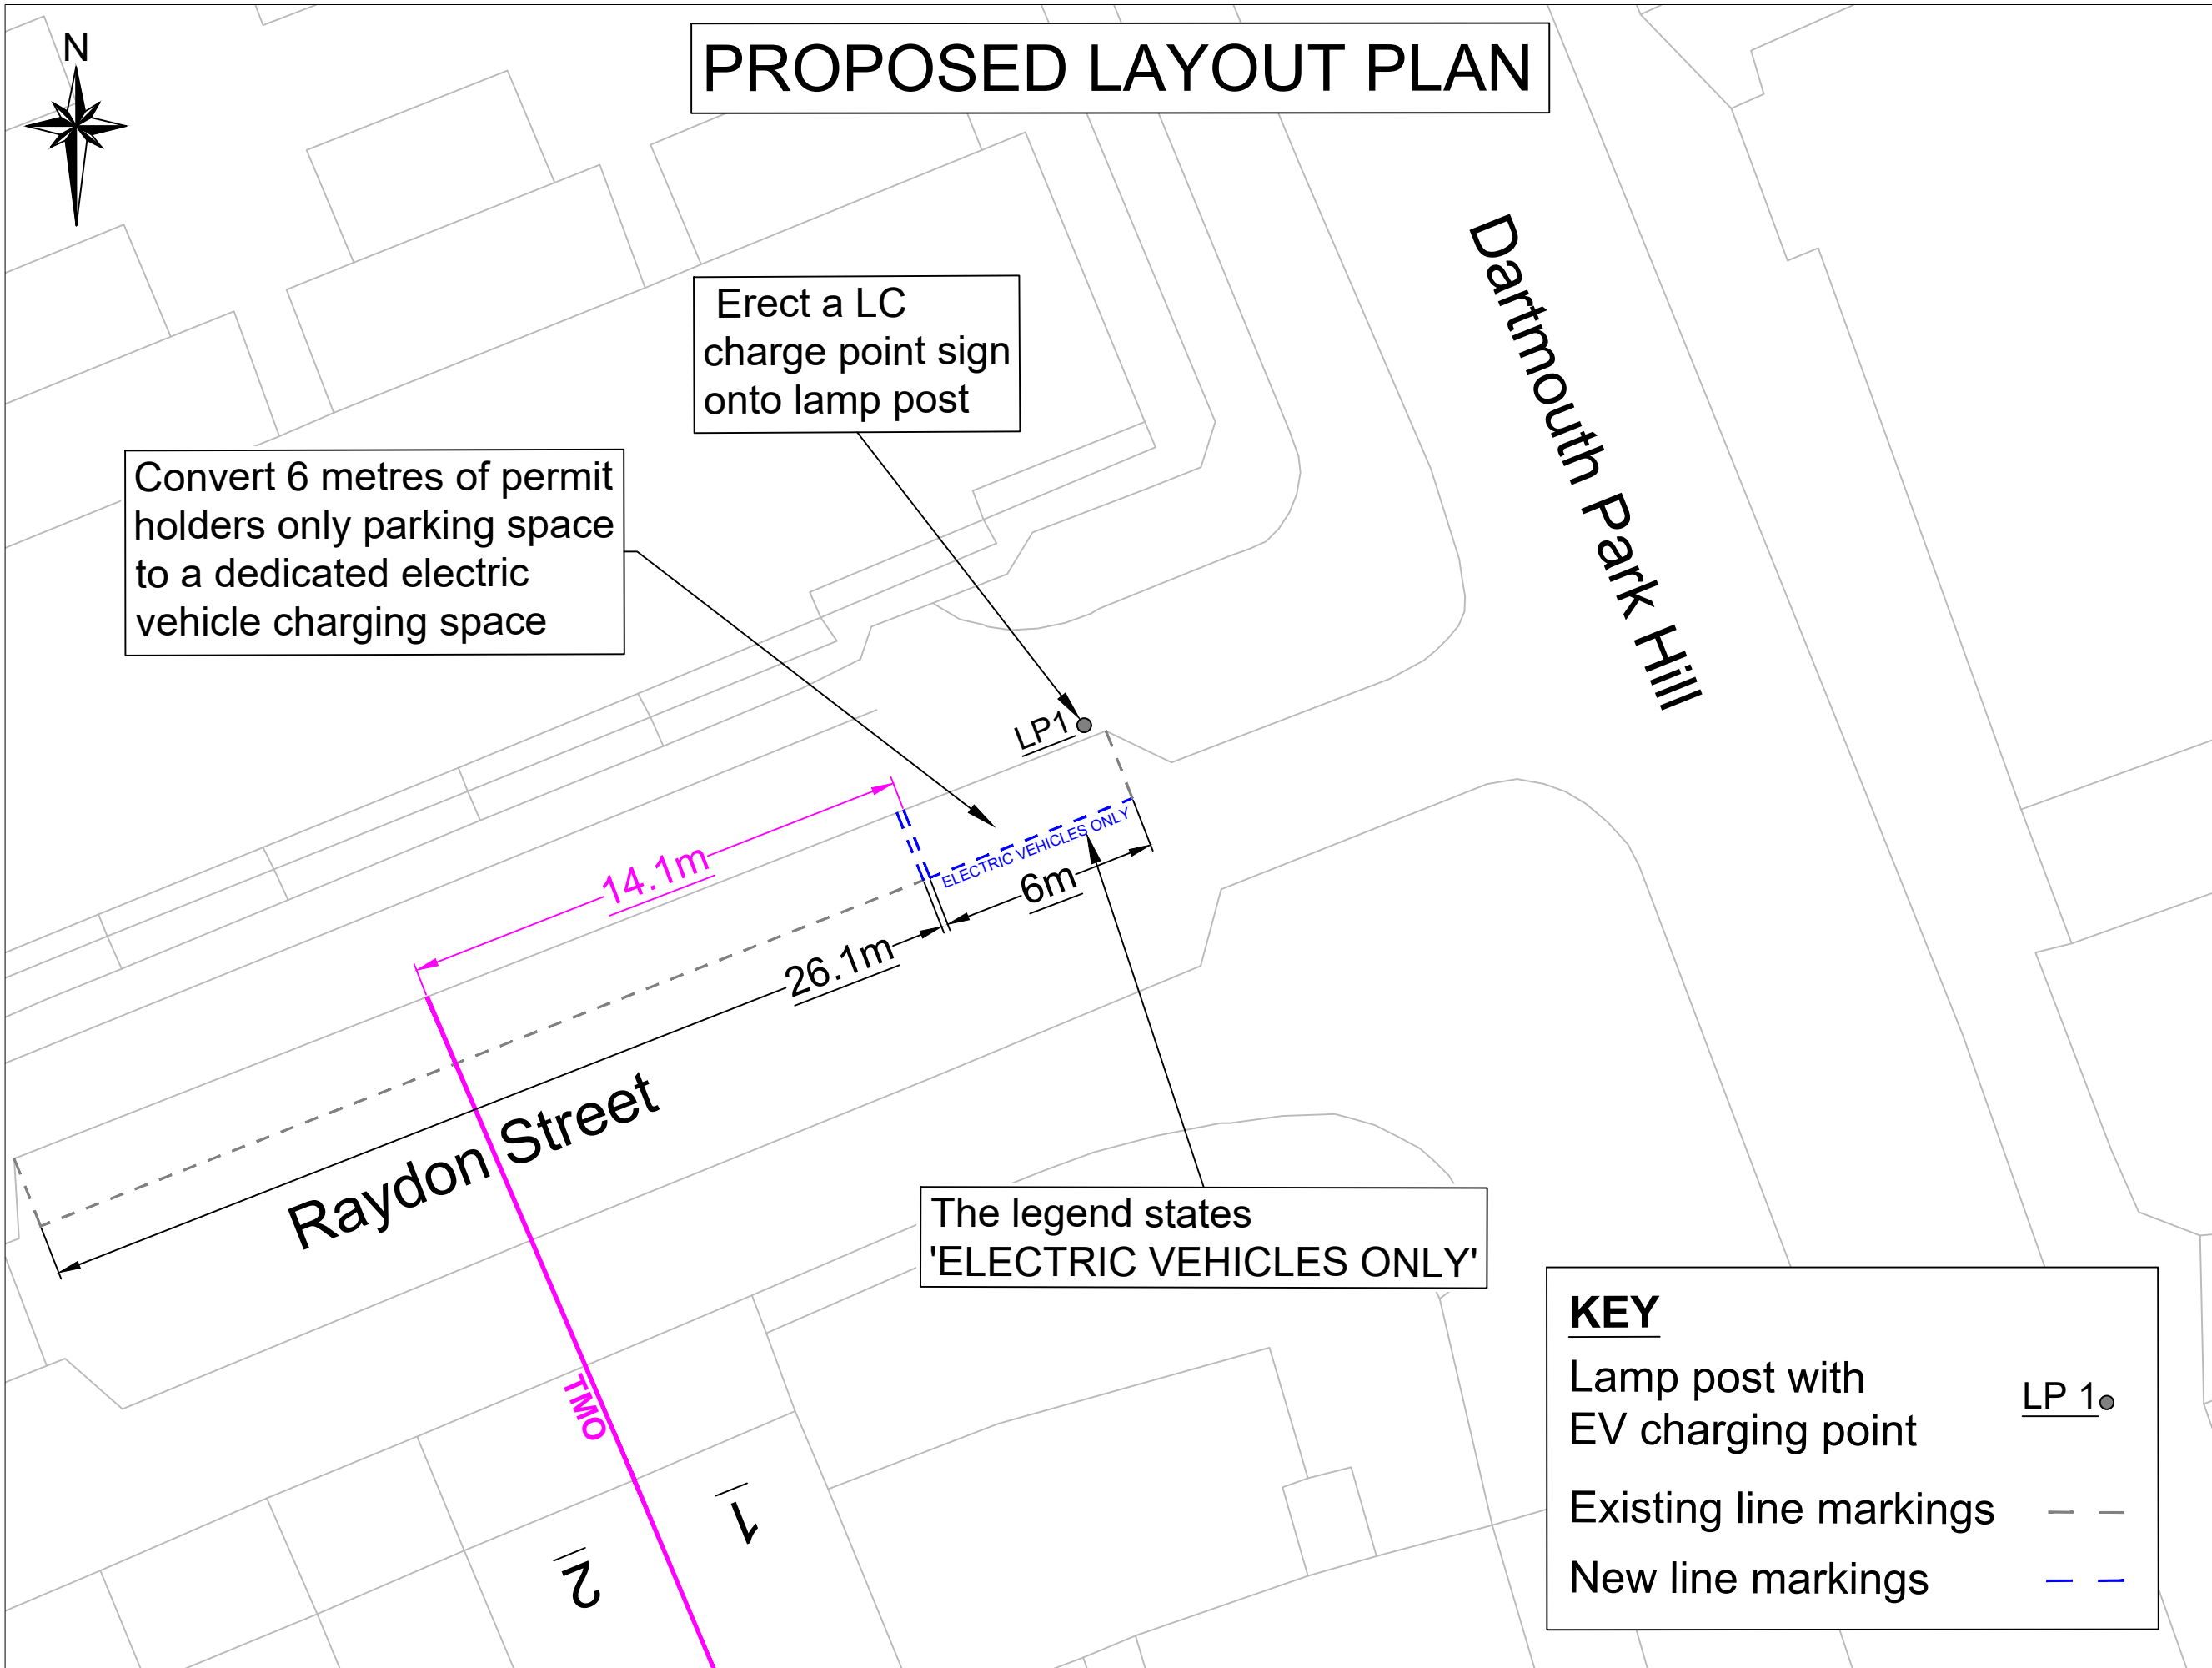 PROPOSED LAYOUT PLAN
N
Erect a LC
charge point sign
onto lamp post
Dartmouth Park Hill
Convert 6 metres of permit
holders only parking space
to a dedicated electric
vehicle charging space
LP1
14.1m
ELECTRIC VEHICLES ONLY
6m
26.1m
Raydon Street
The legend states
'ELECTRIC VEHICLES ONLY'
TMO
1
2
KEY
Lamp post with
EV charging point
LP 1
Existing line markings
New line markings